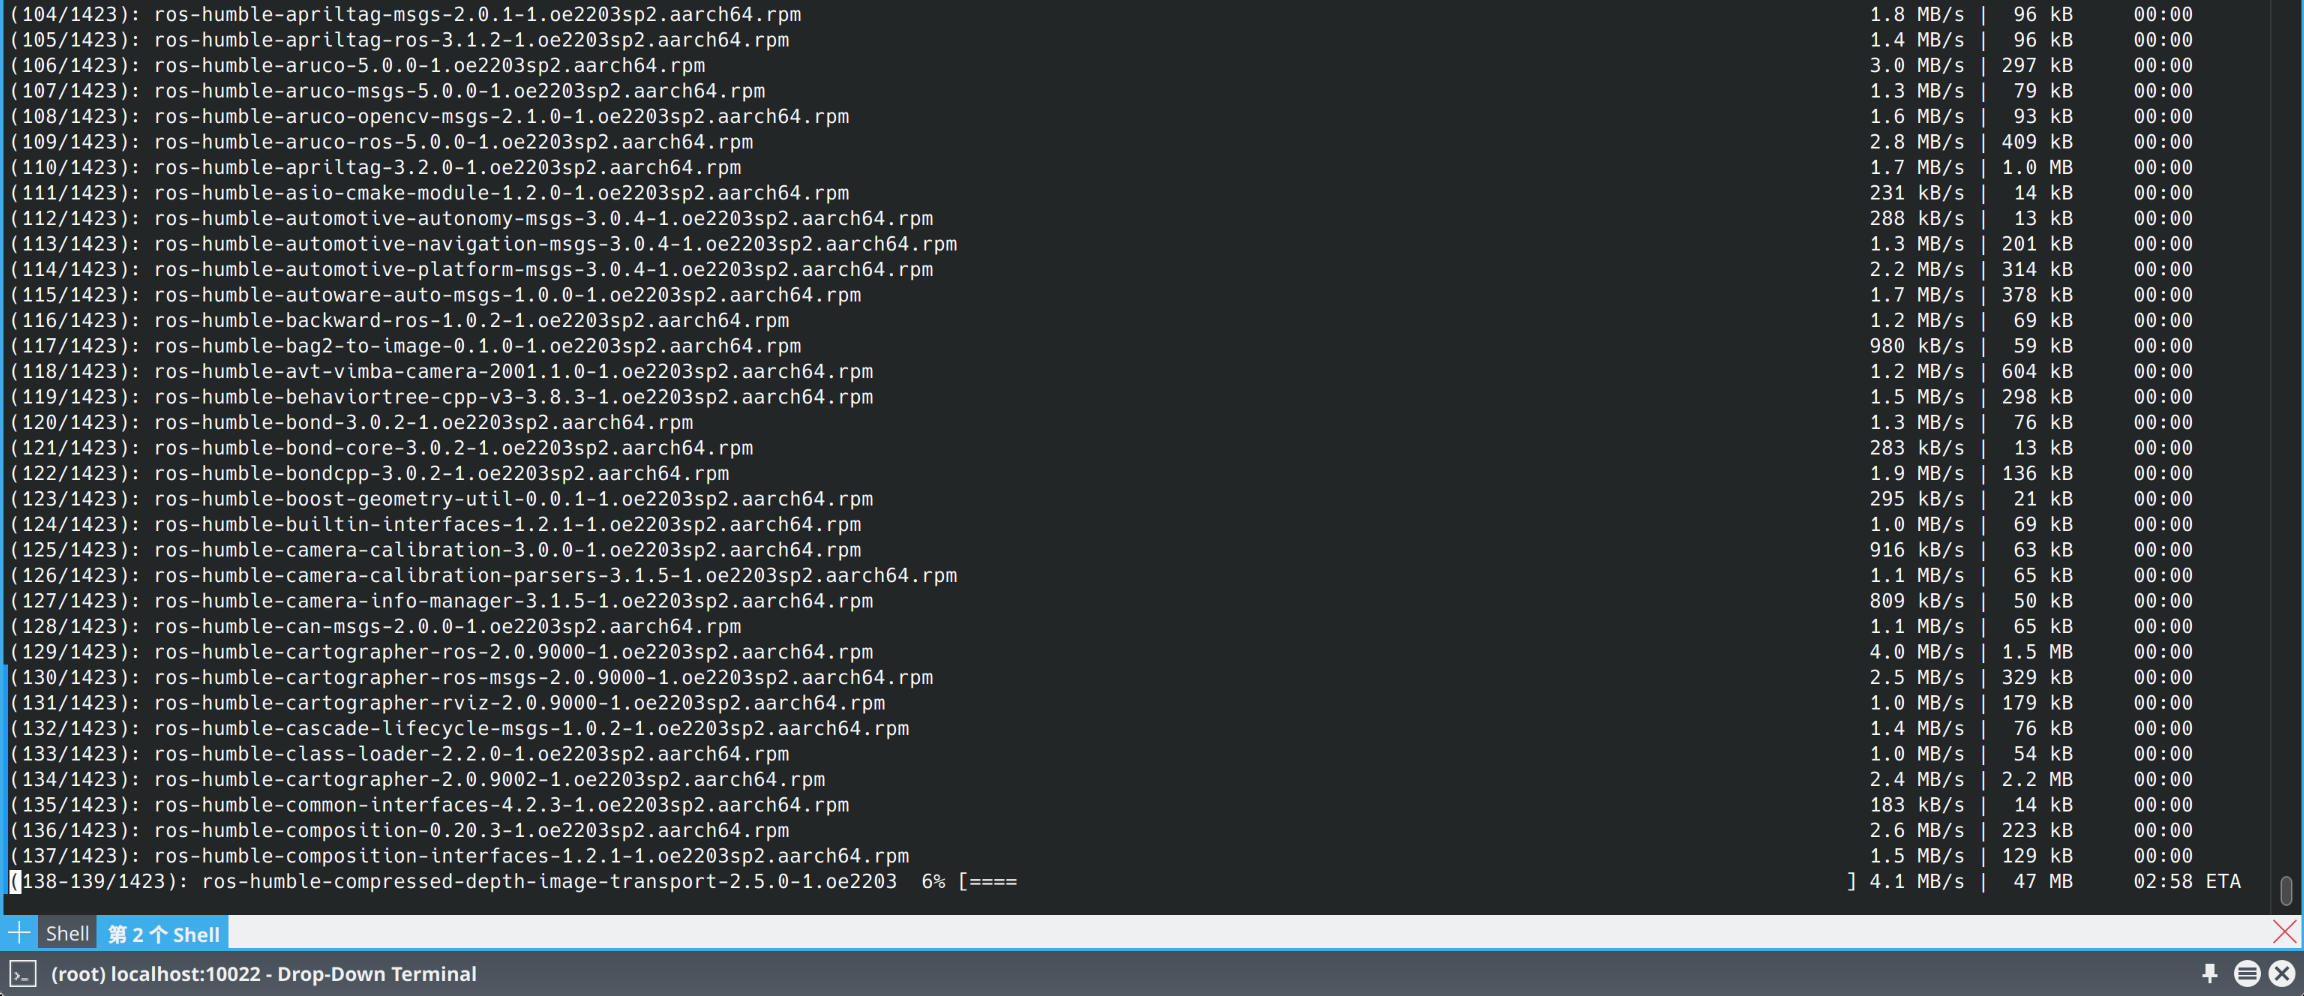 (104/1423): ros-humble-apriltag-msgs-2.0.1-1.oe2203sp2.aarch64.rpm 1.8 MB/s | 96 kB 00:00
(105/1423): ros-humble-apriltag-ros-3.1.2-1.oe2203sp2.aarch64.rpm 1.4 MB/s | 96 kB 00:00
(106/1423): ros-humble-aruco-5.0.0-1.oe2203sp2.aarch64.rpm 3.0 MB/s | 297 kB 00:00
(107/1423): ros-humble-aruco-msgs-5.0.0-1.oe2203sp2.aarch64.rpm 1.3 MB/s | 79 kB 00:00
(108/1423): ros-humble-aruco-opencv-msgs-2.1.0-1.oe2203sp2.aarch64.rpm 1.6 MB/s | 93 kB 00:00
(109/1423): ros-humble-aruco-ros-5.0.0-1.oe2203sp2.aarch64.rpm 2.8 MB/s | 409 kB 00:00
(110/1423): ros-humble-apriltag-3.2.0-1.oe2203sp2.aarch64.rpm 1.7 MB/s | 1.0 MB 00:00
(111/1423): ros-humble-asio-cmake-module-1.2.0-1.oe2203sp2.aarch64.rpm 231 kB/s | 14 kB 00:00
(112/1423): ros-humble-automotive-autonomy-msgs-3.0.4-1.oe2203sp2.aarch64.rpm 288 kB/s | 13 kB 00:00
(113/1423): ros-humble-automotive-navigation-msgs-3.0.4-1.oe2203sp2.aarch64.rpm 1.3 MB/s | 201 kB 00:00
(114/1423): ros-humble-automotive-platform-msgs-3.0.4-1.oe2203sp2.aarch64.rpm 2.2 MB/s | 314 kB 00:00
(115/1423): ros-humble-autoware-auto-msgs-1.0.0-1.oe2203sp2.aarch64.rpm 1.7 MB/s | 378 kB 00:00
(116/1423): ros-humble-backward-ros-1.0.2-1.oe2203sp2.aarch64.rpm 1.2 MB/s | 69 kB 00:00
(117/1423): ros-humble-bag2-to-image-0.1.0-1.oe2203sp2.aarch64.rpm 980 kB/s | 59 kB 00:00
(118/1423): ros-humble-avt-vimba-camera-2001.1.0-1.oe2203sp2.aarch64.rpm 1.2 MB/s | 604 kB 00:00
(119/1423): ros-humble-behaviortree-cpp-v3-3.8.3-1.oe2203sp2.aarch64.rpm 1.5 MB/s | 298 kB 00:00
(120/1423): ros-humble-bond-3.0.2-1.oe2203sp2.aarch64.rpm 1.3 MB/s | 76 kB 00:00
(121/1423): ros-humble-bond-core-3.0.2-1.oe2203sp2.aarch64.rpm 283 kB/s | 13 kB 00:00
(122/1423): ros-humble-bondcpp-3.0.2-1.oe2203sp2.aarch64.rpm 1.9 MB/s | 136 kB 00:00
(123/1423): ros-humble-boost-geometry-util-0.0.1-1.oe2203sp2.aarch64.rpm 295 kB/s | 21 kB 00:00
(124/1423): ros-humble-builtin-interfaces-1.2.1-1.oe2203sp2.aarch64.rpm 1.0 MB/s | 69 kB 00:00
(125/1423): ros-humble-camera-calibration-3.0.0-1.oe2203sp2.aarch64.rpm 916 kB/s | 63 kB 00:00
(126/1423): ros-humble-camera-calibration-parsers-3.1.5-1.oe2203sp2.aarch64.rpm 1.1 MB/s | 65 kB 00:00
(127/1423): ros-humble-camera-info-manager-3.1.5-1.oe2203sp2.aarch64.rpm 809 kB/s | 50 kB 00:00
(128/1423): ros-humble-can-msgs-2.0.0-1.oe2203sp2.aarch64.rpm 1.1 MB/s | 65 kB 00:00
(129/1423): ros-humble-cartographer-ros-2.0.9000-1.oe2203sp2.aarch64.rpm 4.0 MB/s | 1.5 MB 00:00
(130/1423): ros-humble-cartographer-ros-msgs-2.0.9000-1.oe2203sp2.aarch64.rpm 2.5 MB/s | 329 kB 00:00
(131/1423): ros-humble-cartographer-rviz-2.0.9000-1.oe2203sp2.aarch64.rpm 1.0 MB/s | 179 kB 00:00
(132/1423): ros-humble-cascade-lifecycle-msgs-1.0.2-1.oe2203sp2.aarch64.rpm 1.4 MB/s | 76 kB 00:00
(133/1423): ros-humble-class-loader-2.2.0-1.oe2203sp2.aarch64.rpm 1.0 MB/s | 54 kB 00:00
(134/1423): ros-humble-cartographer-2.0.9002-1.oe2203sp2.aarch64.rpm 2.4 MB/s | 2.2 MB 00:00
(135/1423): ros-humble-common-interfaces-4.2.3-1.oe2203sp2.aarch64.rpm 183 kB/s | 14 kB 00:00
(136/1423): ros-humble-composition-0.20.3-1.oe2203sp2.aarch64.rpm 2.6 MB/s | 223 kB 00:00
(137/1423): ros-humble-composition-interfaces-1.2.1-1.oe2203sp2.aarch64.rpm 1.5 MB/s | 129 kB 00:00
(138-139/1423): ros-humble-compressed-depth-image-transport-2.5.0-1.oe2203 6% [==== ] 4.1 MB/s | 47 MB 02:58 ETA
Shell 第 2 个 Shell
(root) localhost:10022 - Drop-Down Terminal